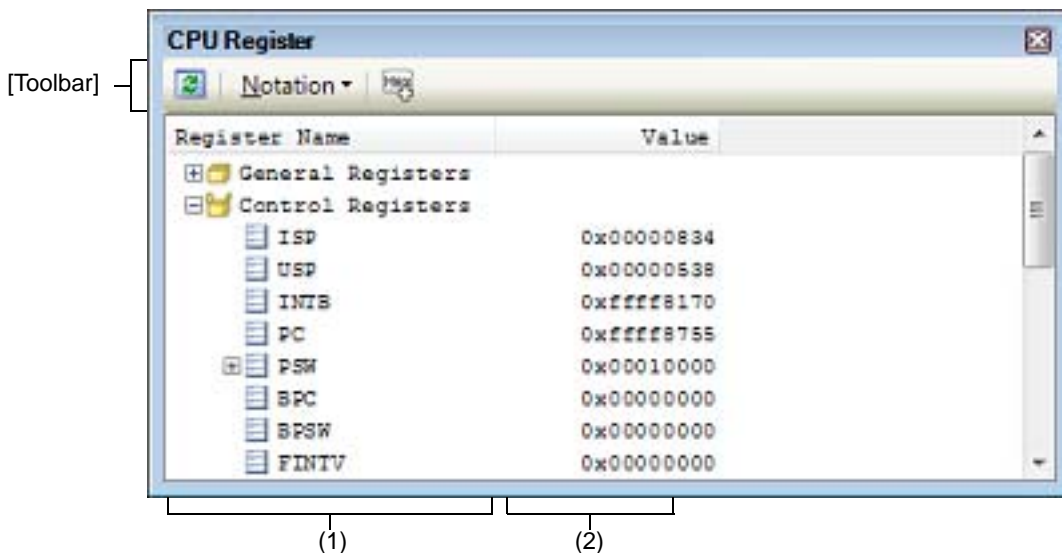 CPU Register
[Toolbar]
Notation
Hex
Register Name Value
General Registers
Control Registers
ISP 0x00000834
USP 0x00000538
INTB 0xffff8170
PC 0xffff8755
PSW 0x00010000
BPC 0x00000000
BPSW 0x00000000
FINTV 0x00000000
(1) (2)